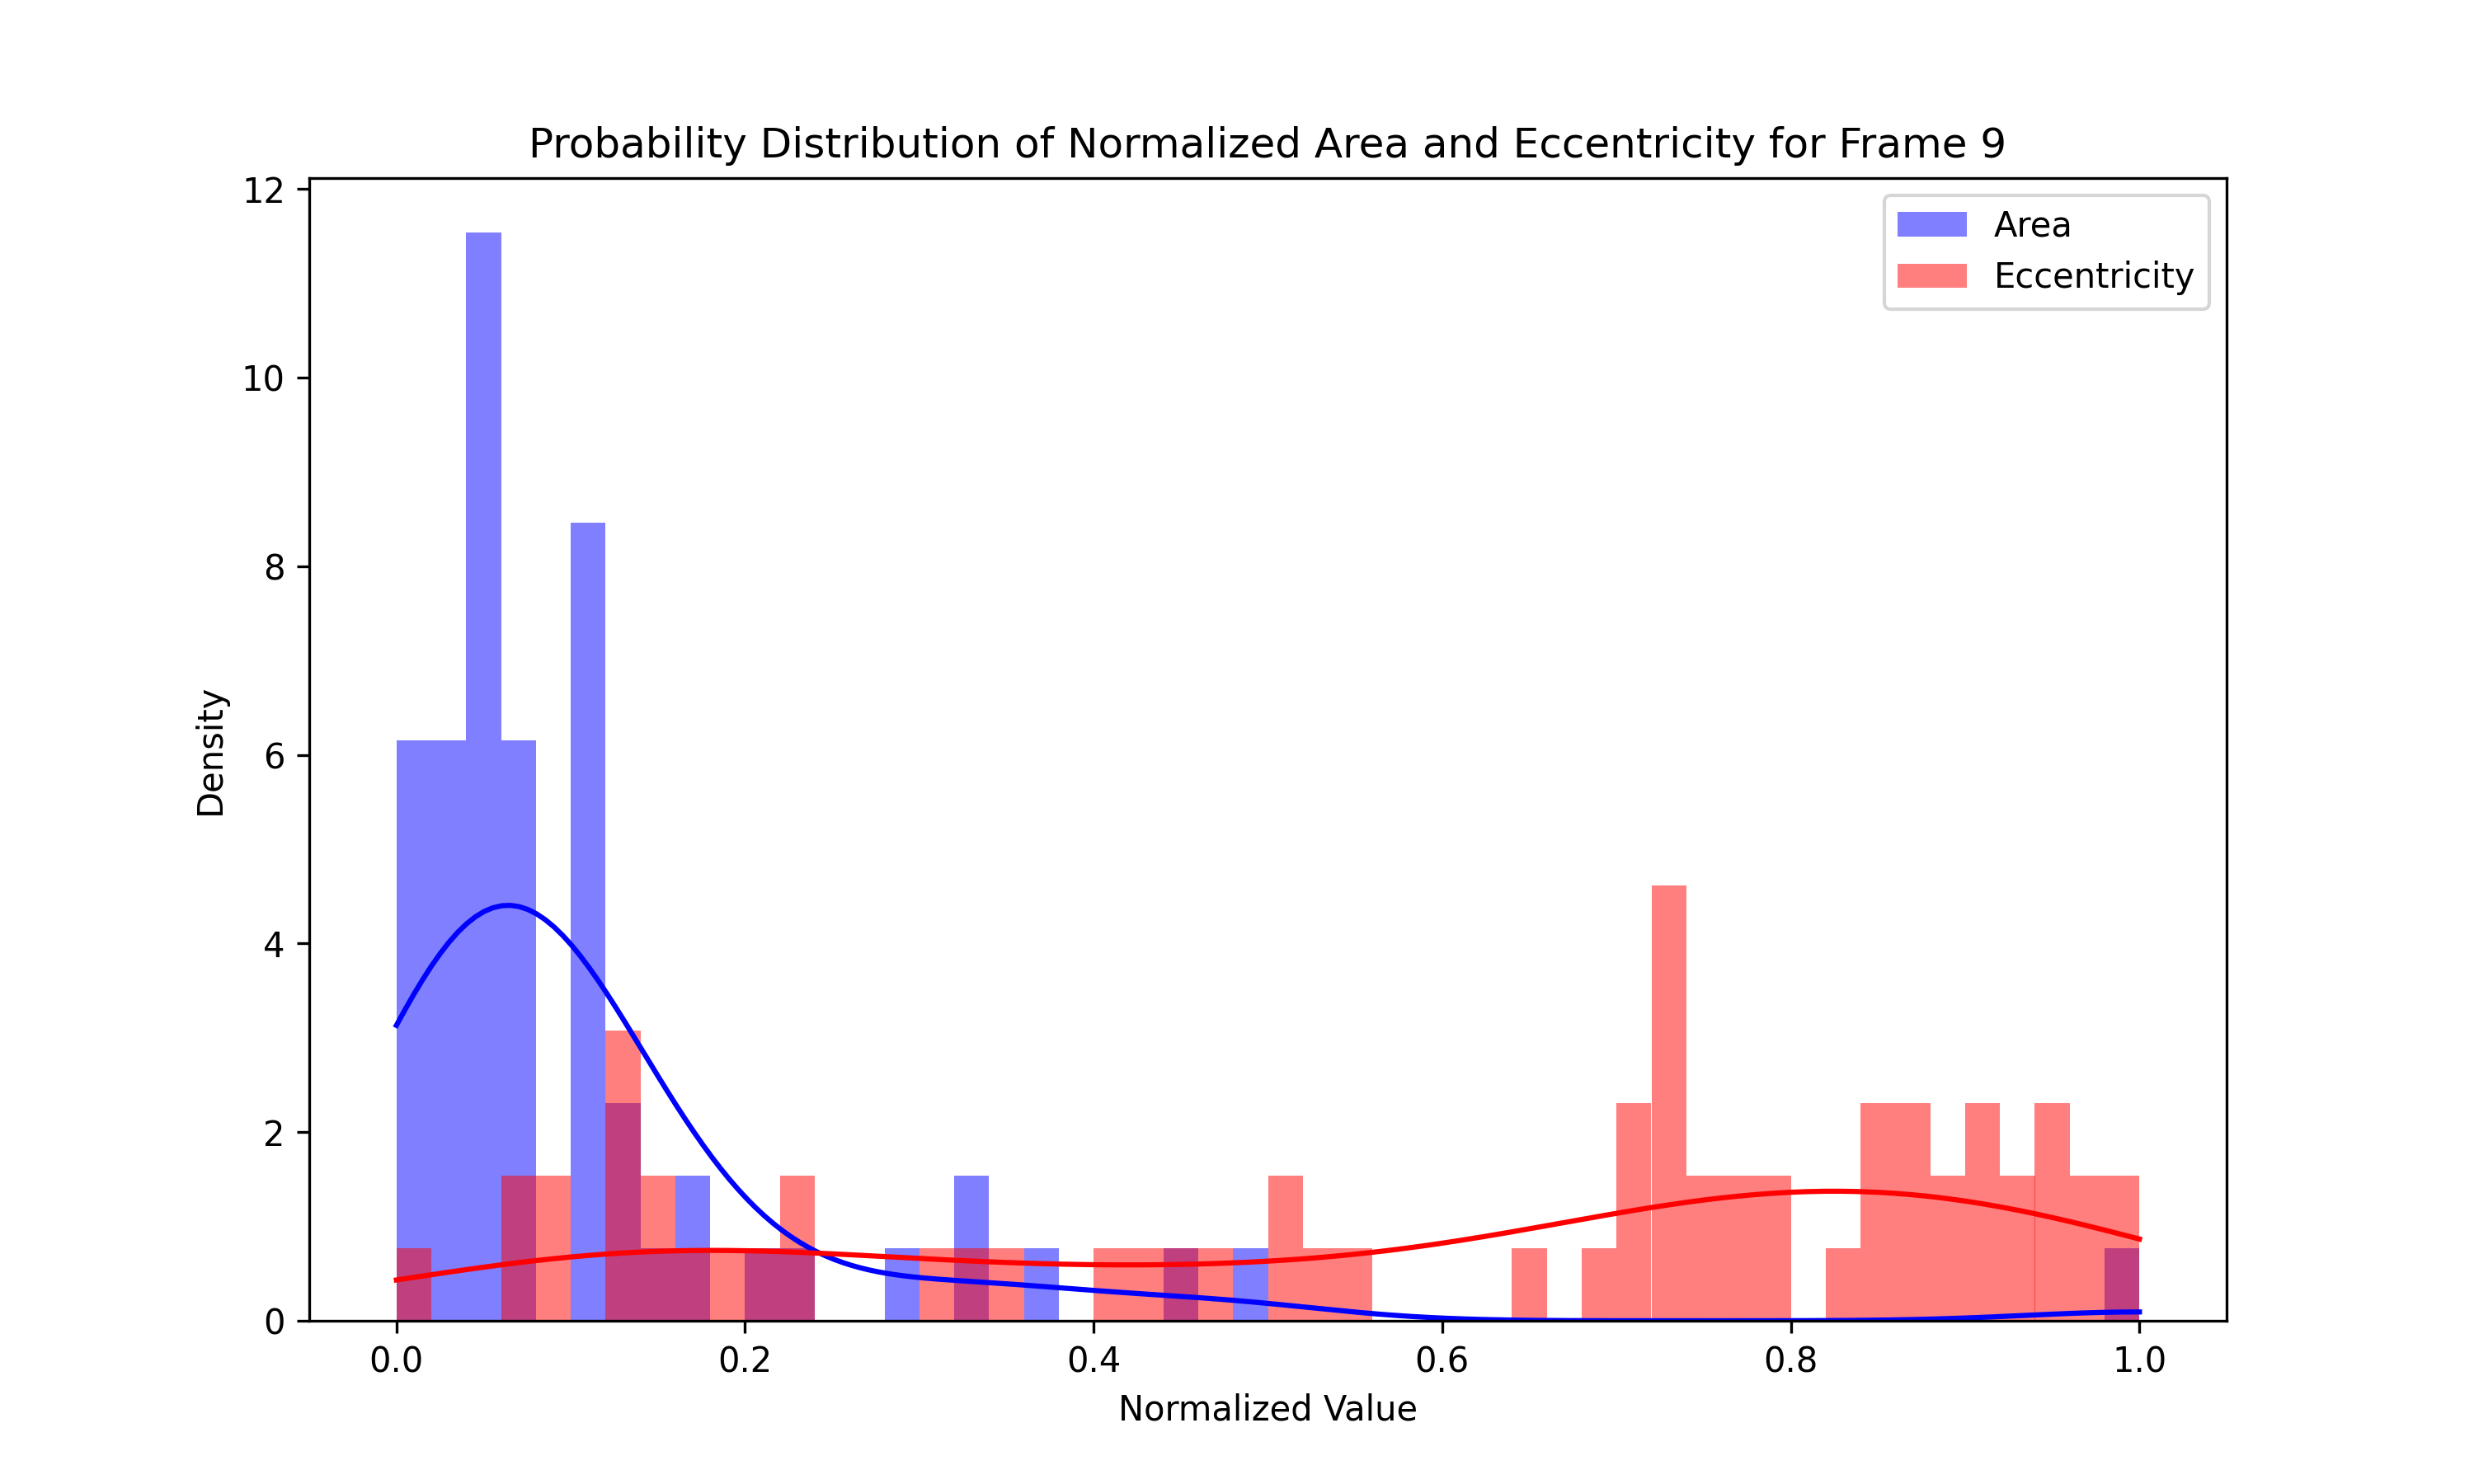 Probability Distribution of Normalized Area and Eccentricity for Frame 9
12
10
8
6
4
2
0
Density
Area
Eccentricity
0.0 0.2 0.4 0.6 0.8 1.0
Normalized Value